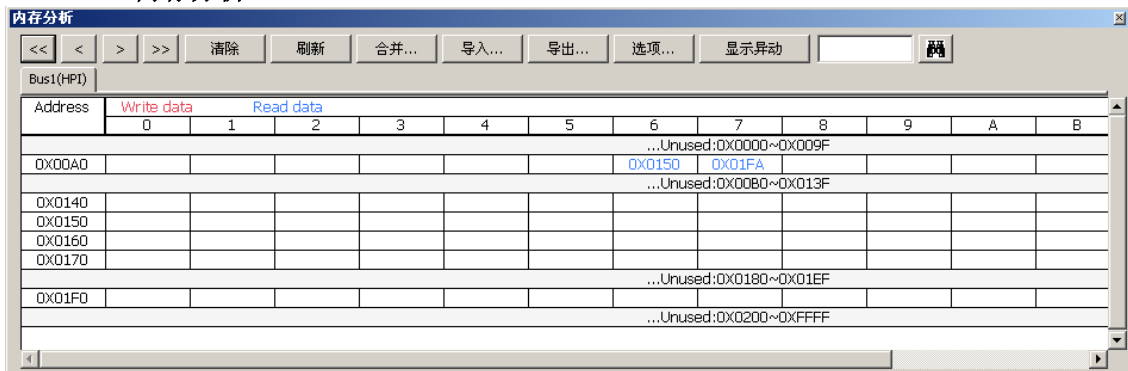 内存分析
<< < > >> 清除 刷新 合并... 导入... 导出... 选项... 显示异动
Bus1(HPI)
Address Write data Read data
0 1 2 3 4 5 6 7 8 9 A B
...Unused:0X0000~0X009F
0X00A0 0X0150 0X01FA
...Unused:0X00B0~0X013F
0X0140
0X0150
0X0160
0X0170
...Unused:0X0180~0X01EF
0X01F0
...Unused:0X0200~0XFFFF